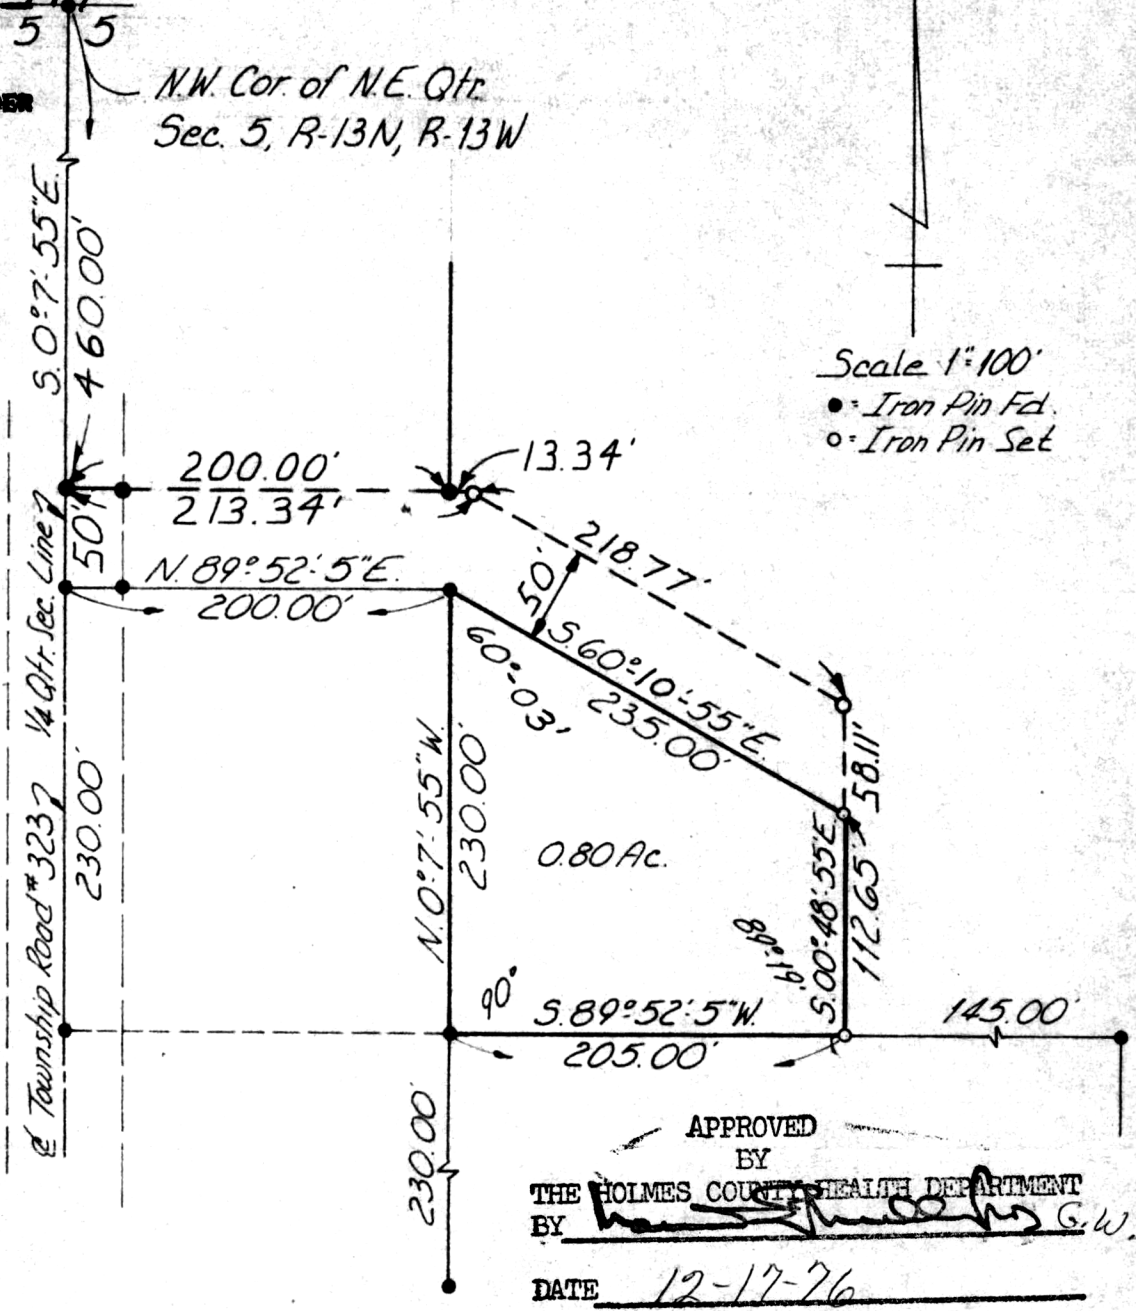 5 5
N.W. Cor. of N.E. Qtr.
Sec. 5, R-13N, R-13W
S. 0°-7'-55"E.
460.00'
Scale 1"=100'
● = Iron Pin Fd.
○ = Iron Pin Set
200.00'
213.34'
13.34'
50'
N. 89°-52'-5"E.
200.00'
218.77'
50'
S. 60°-10'-55"E.
235.00'
60°-03'
58.11'
¼ Qtr. Sec. Line
Township Road #323
230.00'
N. 0°-7'-55"W.
230.00'
0.80 Ac.
S. 00°-48'-55"E
112.65'
89°-19'
90°
S. 89°-52'-5"W.
205.00'
145.00'
230.00'
APPROVED
BY
THE HOLMES COUNTY HEALTH DEPARTMENT
BY G.W.
DATE 12-17-76